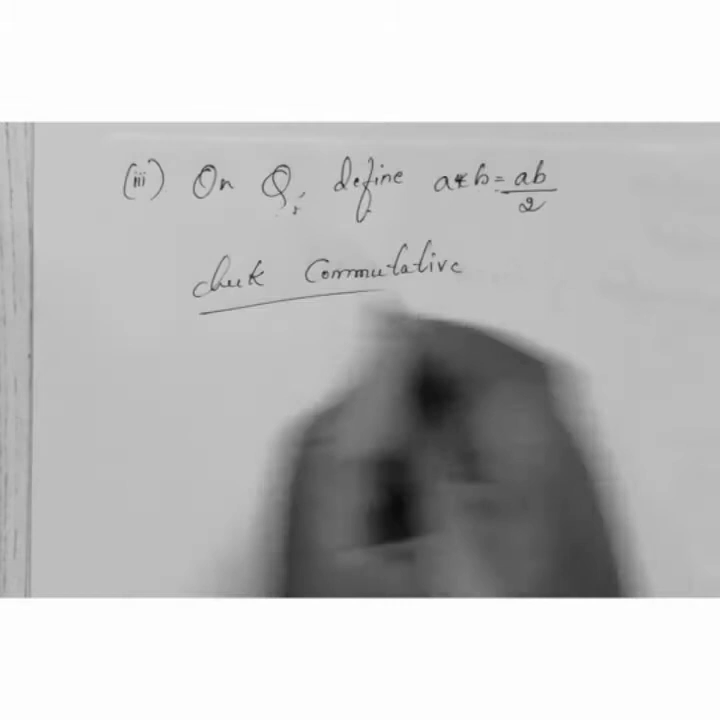 (iii) On Q, define a*b = ab/2
check Commutative